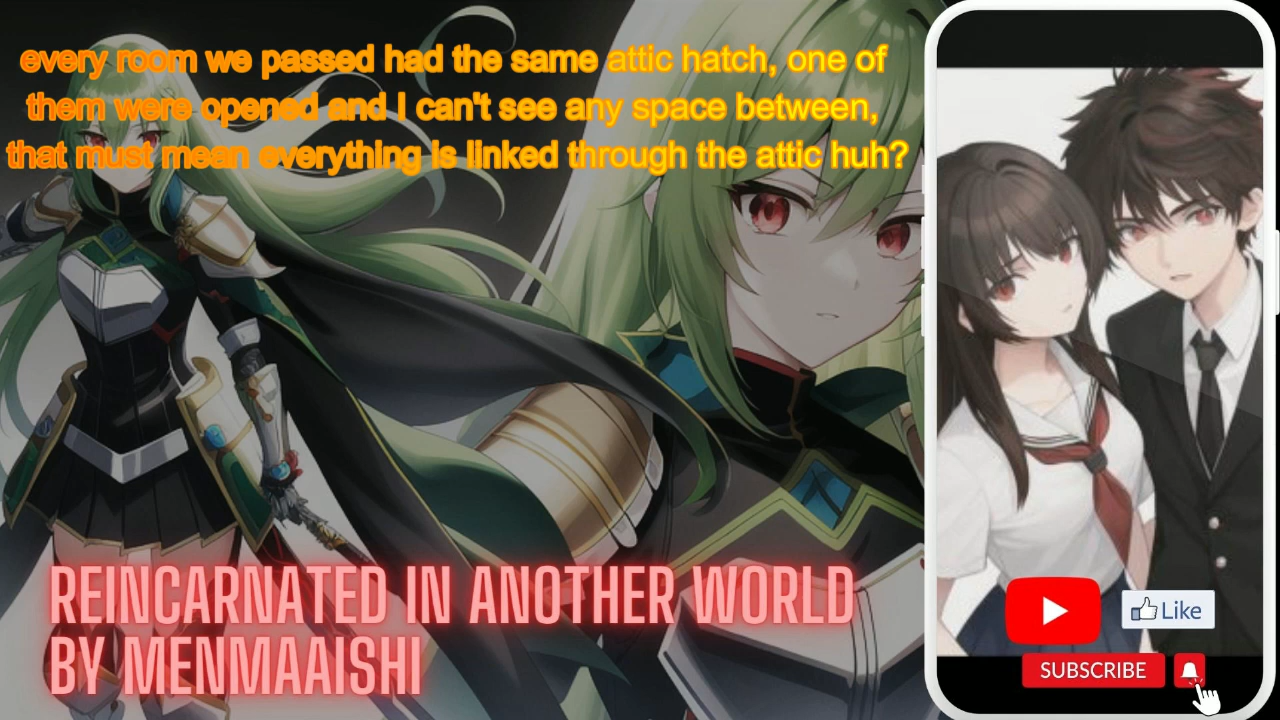 every room we passed had the same attic hatch, one of
them were opened and I can't see any space between,
that must mean everything is linked through the attic huh?
REINCARNATED IN ANOTHER WORLD
BY MENMAAISHI
Like
SUBSCRIBE